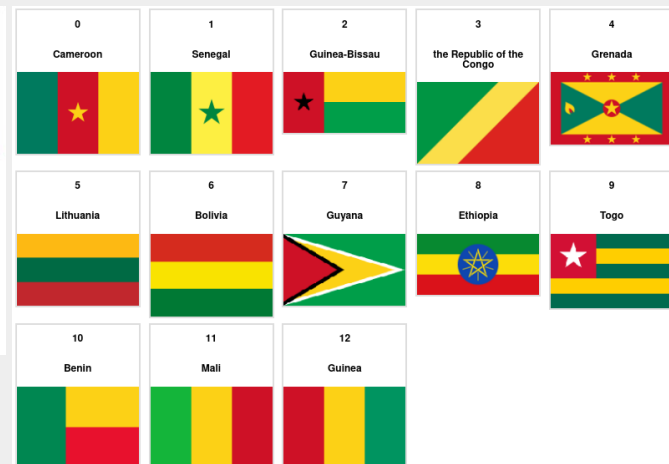 0
Cameroon
1
Senegal
2
Guinea-Bissau
3
the Republic of the
Congo
4
Grenada
5
Lithuania
6
Bolivia
7
Guyana
8
Ethiopia
9
Togo
10
Benin
11
Mali
12
Guinea